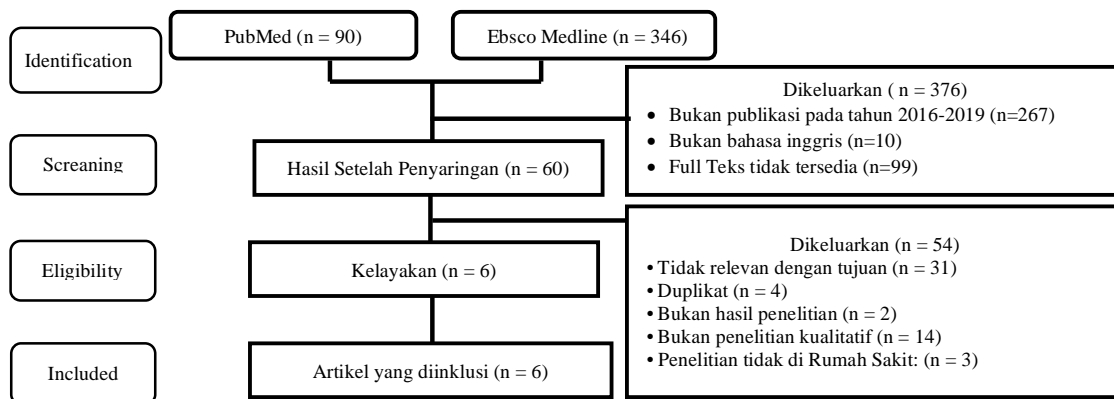 Identification
PubMed (n = 90)
Ebsco Medline (n = 346)
Dikeluarkan ( n = 376)
• Bukan publikasi pada tahun 2016-2019 (n=267)
• Bukan bahasa inggris (n=10)
• Full Teks tidak tersedia (n=99)
Screaning
Hasil Setelah Penyaringan (n = 60)
Dikeluarkan (n = 54)
• Tidak relevan dengan tujuan (n = 31)
• Duplikat (n = 4)
• Bukan hasil penelitian (n = 2)
• Bukan penelitian kualitatif (n = 14)
• Penelitian tidak di Rumah Sakit: (n = 3)
Eligibility
Kelayakan (n = 6)
Included
Artikel yang diinklusi (n = 6)